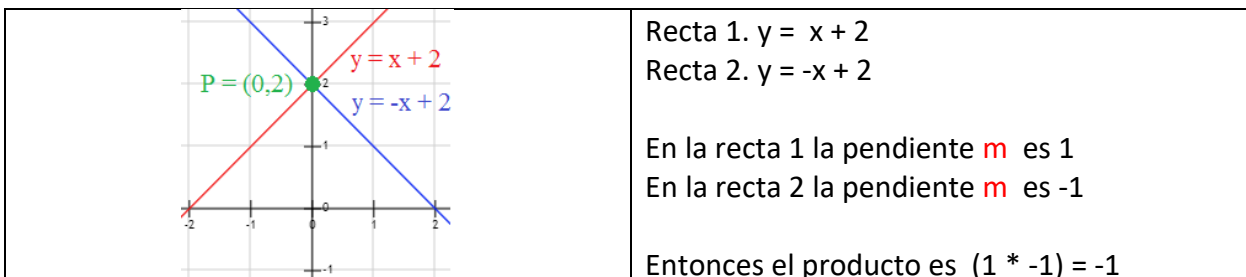 3
y = x + 2
P = (0,2)
2
y = -x + 2
1
0
-2
-1
0
1
2
-1
Recta 1. y = x + 2
Recta 2. y = -x + 2
En la recta 1 la pendiente m es 1
En la recta 2 la pendiente m es -1
Entonces el producto es (1 * -1) = -1